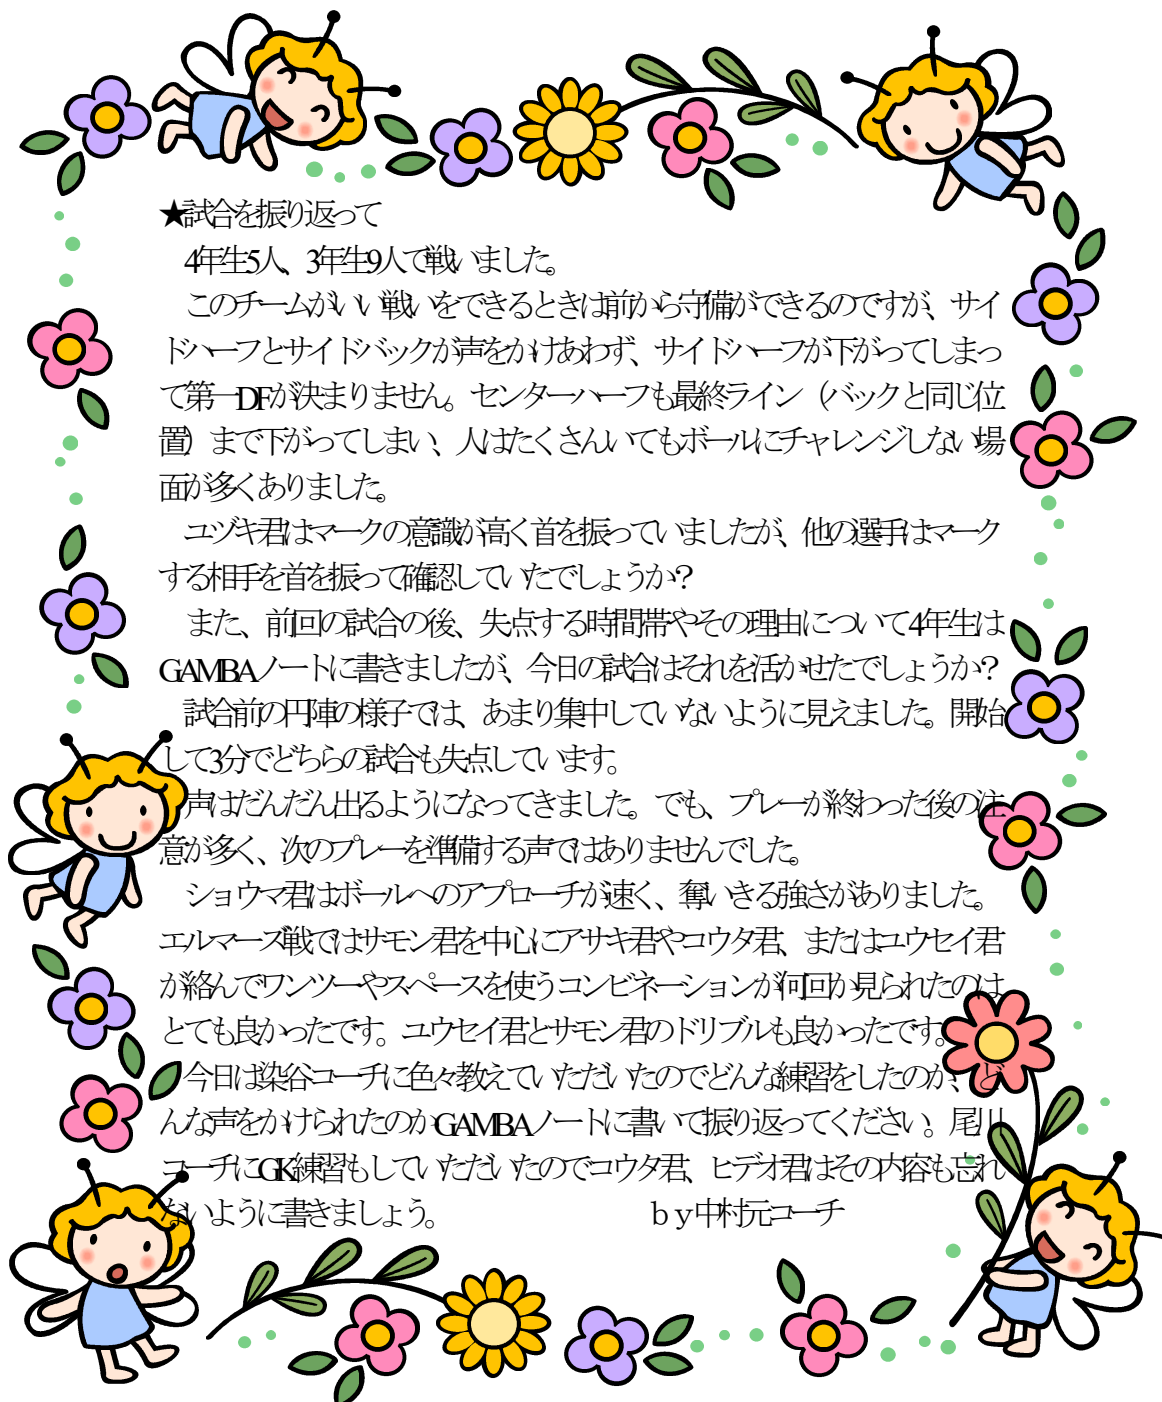 ★試合を振り返って
4年生5人、3年生9人で戦いました。
このチームがいい戦いをできるときは前から守備ができるのですが、サイ
ドハーフとサイドバックが声をかけあわず、サイドハーフが下がってしまっ
て第一DFが決まりません。センターハーフも最終ライン（バックと同じ位
置）まで下がってしまい、人はたくさんいてもボールにチャレンジしない場
面が多くありました。
ユヅキ君はマークの意識が高く首を振っていましたが、他の選手はマーク
する相手を首を振って確認していたでしょうか？
また、前回の試合の後、失点する時間帯やその理由について4年生は
GAMBAノートに書きましたが、今日の試合はそれを活かせたでしょうか？
試合前の円陣の様子では、あまり集中していないように見えました。開始
して3分でどちらの試合も失点しています。
声はだんだん出るようになってきました。でも、プレーが終わった後の注
意が多く、次のプレーを準備する声ではありませんでした。
ショウマ君はボールへのアプローチが速く、奪いきる強さがありました。
エルマーズ戦ではサモン君を中心にアサキ君やコウタ君、またはユウセイ君
が絡んでワンツーやスペースを使うコンビネーションが何回か見られたのは
とても良かったです。ユウセイ君とサモン君のドリブルも良かったです。
今日は染谷コーチに色々教えていただいたのでどんな練習をしたのか、ど
んな声をかけられたのかGAMBAノートに書いて振り返ってください。尾川
コーチにGK練習もしていただいたのでコウタ君、ヒデオ君はその内容も忘れ
ないように書きましょう。 ｂｙ中村元コーチ